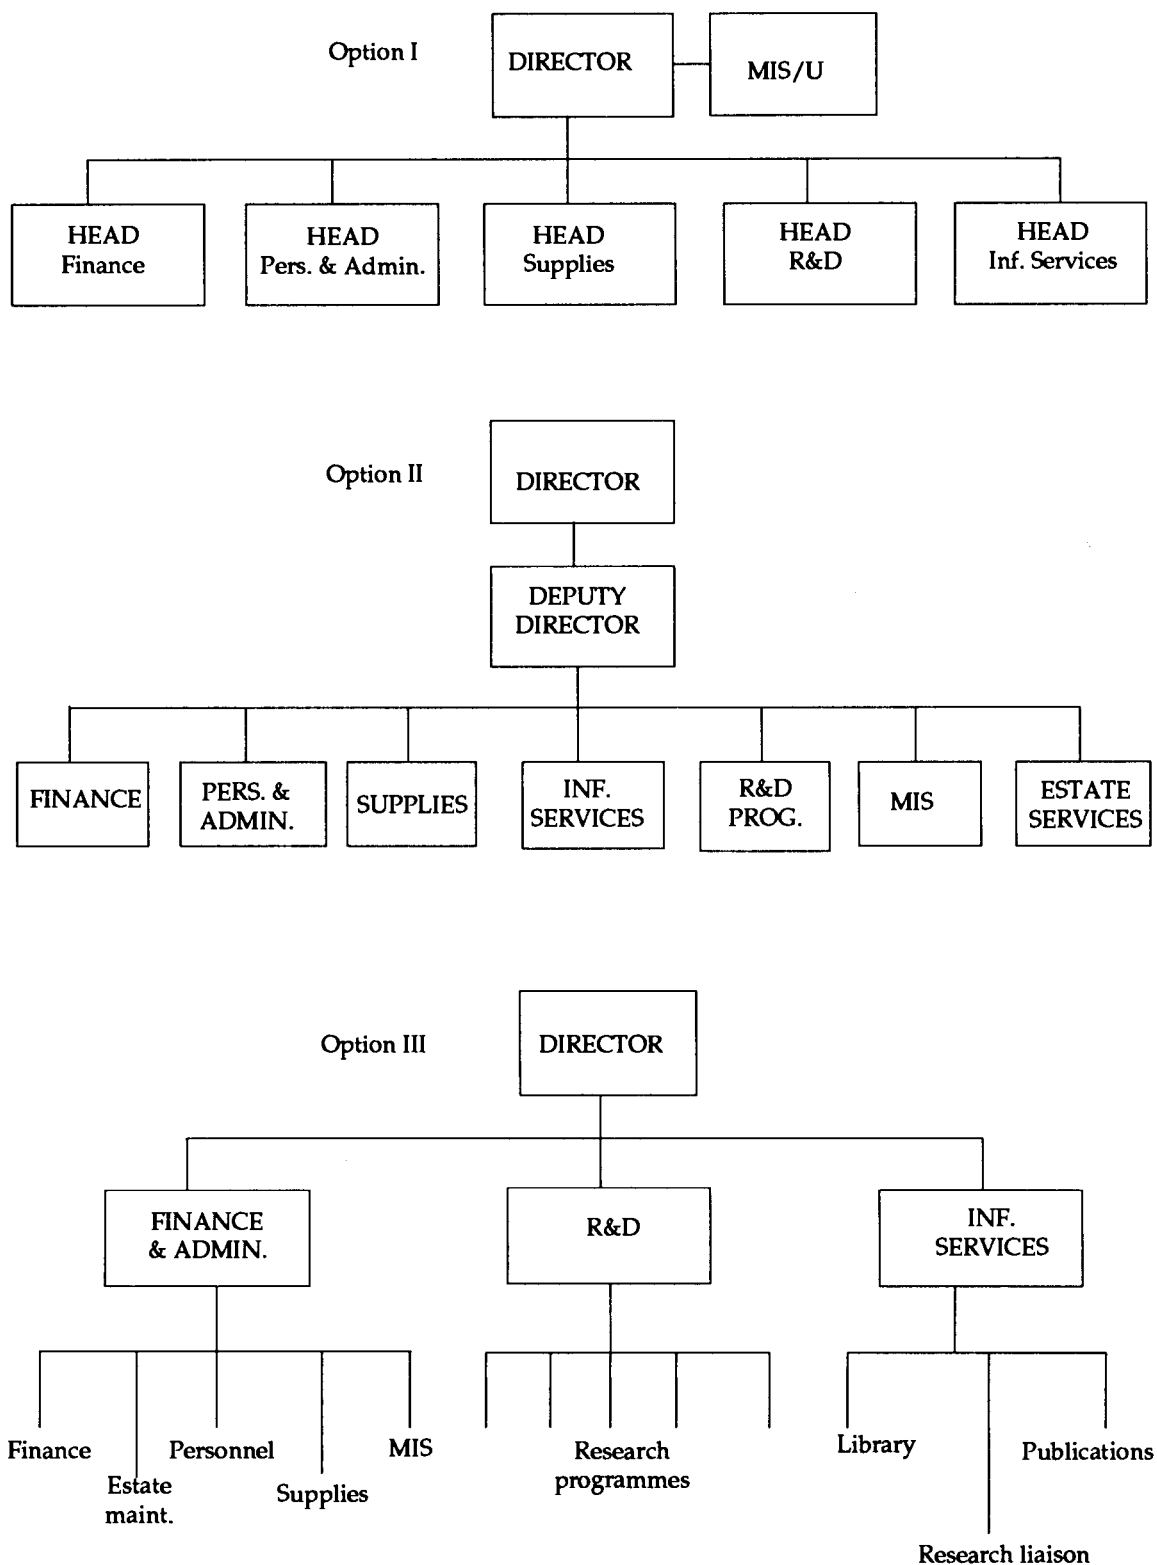 Option I
DIRECTOR
MIS/U
HEAD
Finance
HEAD
Pers. & Admin.
HEAD
Supplies
HEAD
R&D
HEAD
Inf. Services
Option II
DIRECTOR
DEPUTY
DIRECTOR
FINANCE
PERS. &
ADMIN.
SUPPLIES
INF.
SERVICES
R&D
PROG.
MIS
ESTATE
SERVICES
Option III
DIRECTOR
FINANCE
& ADMIN.
R&D
INF.
SERVICES
Finance
Estate
maint.
Personnel
Supplies
MIS
Research
programmes
Library
Research liaison
Publications